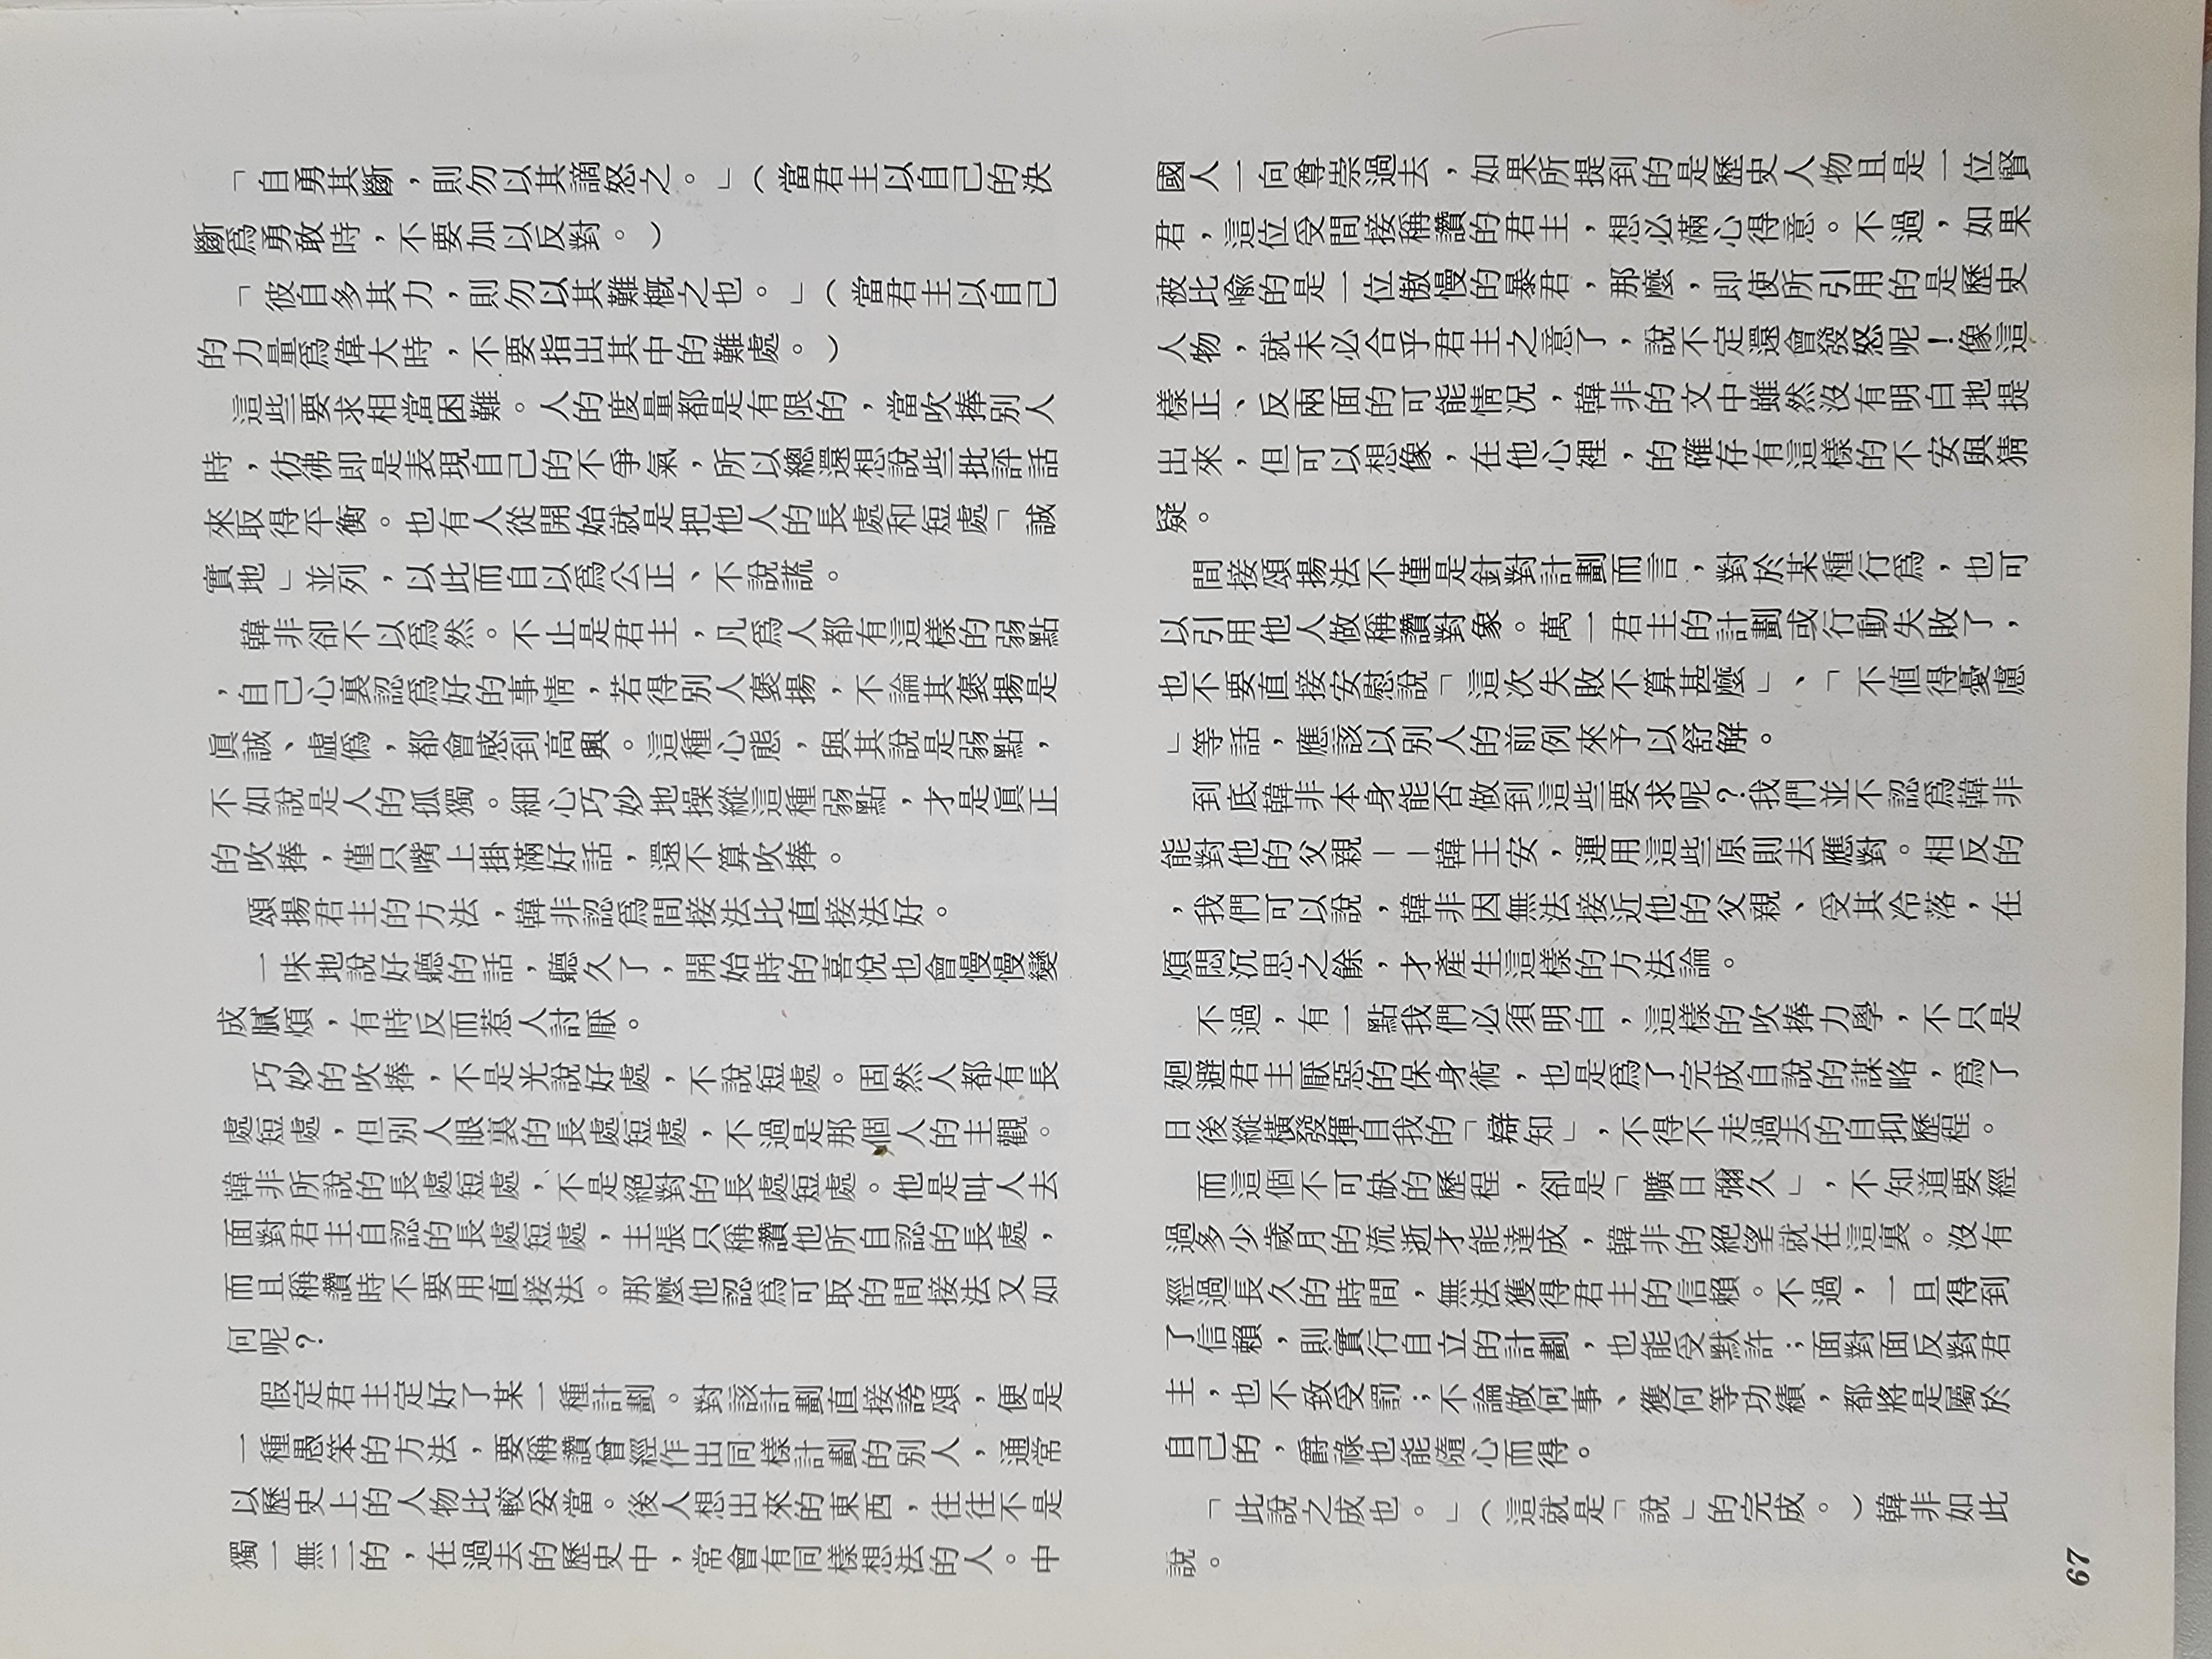 「自勇其斷，則勿以其謫怒之。」（當君主以自己的決
斷爲勇敢時，不要加以反對。）
「彼自多其力，則勿以其難概之也。」（當君主以自己
的力量爲偉大時，不要指出其中的難處。）
這些要求相當困難。人的度量都是有限的，當吹捧別人
時，彷彿即是表現自己的不爭氣，所以總還想說些批評話
來取得平衡。也有人從開始就是把他人的長處和短處「誠
實地」並列，以此而自以爲公正、不說謊。
韓非卻不以爲然。不止是君主，凡爲人都有這樣的弱點
，自己心裏認爲好的事情，若得別人褒揚，不論其褒揚是
眞誠、虛僞，都會感到高興。這種心態，與其說是弱點，
不如說是人的孤獨。細心巧妙地操縱這種弱點，才是眞正
的吹捧，僅只嘴上掛滿好話，還不算吹捧。
頌揚君主的方法，韓非認爲間接法比直接法好。
一味地說好聽的話，聽久了，開始時的喜悅也會慢慢變
成膩煩，有時反而惹人討厭。
巧妙的吹捧，不是光說好處，不說短處。固然人都有長
處短處，但別人眼裏的長處短處，不過是那個人的主觀。
韓非所說的長處短處，不是絕對的長處短處。他是叫人去
面對君主自認的長處短處，主張只稱讚他所自認的長處，
而且稱讚時不要用直接法。那麼他認爲可取的間接法又如
何呢？
假定君主定好了某一種計劃。對該計劃直接誇頌，便是
一種愚笨的方法，要稱讚曾經作出同樣計劃的別人，通常
以歷史上的人物比較妥當。後人想出來的東西，往往不是
獨一無二的，在過去的歷史中，常會有同樣想法的人。中
國人一向尊崇過去，如果所提到的是歷史人物且是一位賢
君，這位受間接稱讚的君主，想必滿心得意。不過，如果
被比喩的是一位傲慢的暴君，那麼，即使所引用的是歷史
人物，就未必合乎君主之意了，說不定還會發怒呢！像這
樣正、反兩面的可能情況，韓非的文中雖然沒有明白地提
出來，但可以想像，在他心裡，的確存有這樣的不安與猜
疑。
間接頌揚法不僅是針對計劃而言，對於某種行爲，也可
以引用他人做稱讚對象。萬一君主的計劃或行動失敗了，
也不要直接安慰說「這次失敗不算甚麼」、「不值得憂慮
」等話，應該以別人的前例來予以舒解。
到底韓非本身能否做到這些要求呢？我們並不認爲韓非
能對他的父親——韓王安，運用這些原則去應對。相反的
，我們可以說，韓非因無法接近他的父親、受其冷落，在
煩悶沉思之餘，才產生這樣的方法論。
不過，有一點我們必須明白，這樣的吹捧力學，不只是
廻避君主厭惡的保身術，也是爲了完成自說的謀略，爲了
日後縱橫發揮自我的「辯知」，不得不走過去的自抑歷程。
而這個不可缺的歷程，卻是「曠日彌久」，不知道要經
過多少歲月的流逝才能達成，韓非的絕望就在這裏。沒有
經過長久的時間，無法獲得君主的信賴。不過，一旦得到
了信賴，則實行自立的計劃，也能受默許；面對面反對君
主，也不致受罰；不論做何事、獲何等功績，都將是屬於
自己的，爵祿也能隨心而得。
「此說之成也。」（這就是「說」的完成。）韓非如此
說。
67